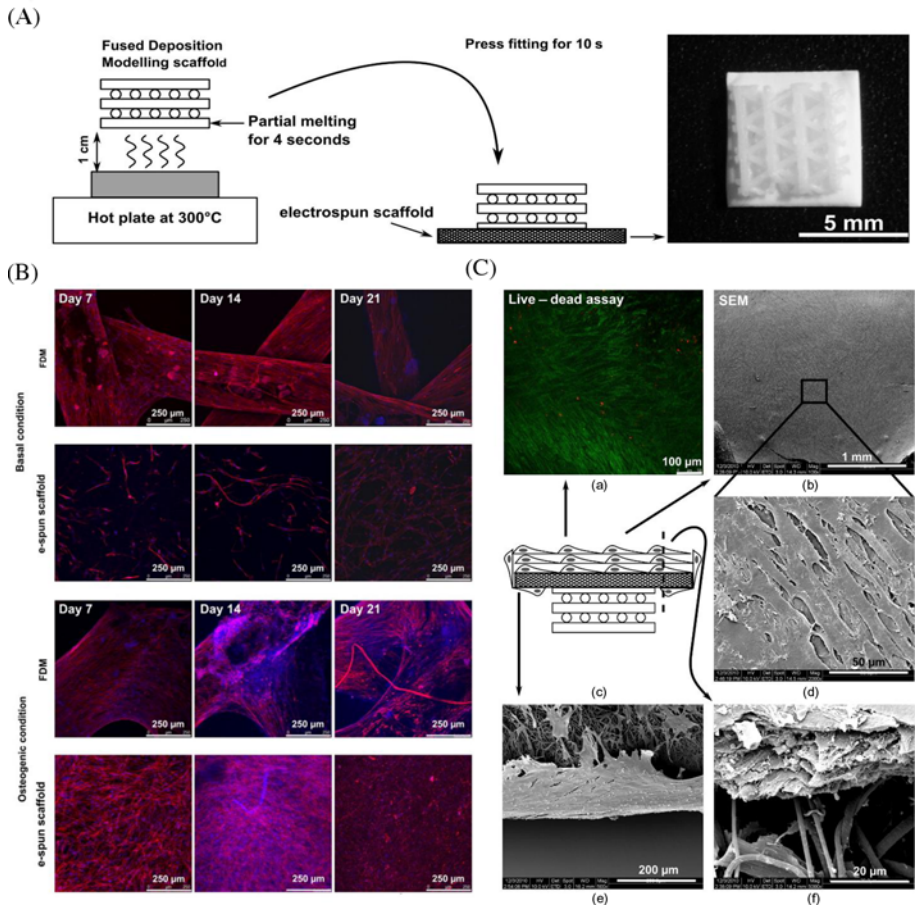 (A)
Fused Deposition
Modelling scaffold
Partial melting
for 4 seconds
1 cm
Hot plate at 300°C
Press fitting for 10 s
electrospun scaffold
5 mm
(B)
Basal condition
FDM
Day 7
250 µm
Day 14
250 µm
Day 21
250 µm
e-spun scaffold
250 µm
250 µm
250 µm
Osteogenic condition
FDM
Day 7
250 µm
Day 14
250 µm
Day 21
250 µm
e-spun scaffold
250 µm
250 µm
250 µm
(C)
Live – dead assay
100 µm
(a)
SEM
1 mm
(b)
(c)
50 µm
(d)
200 µm
(e)
20 µm
(f)